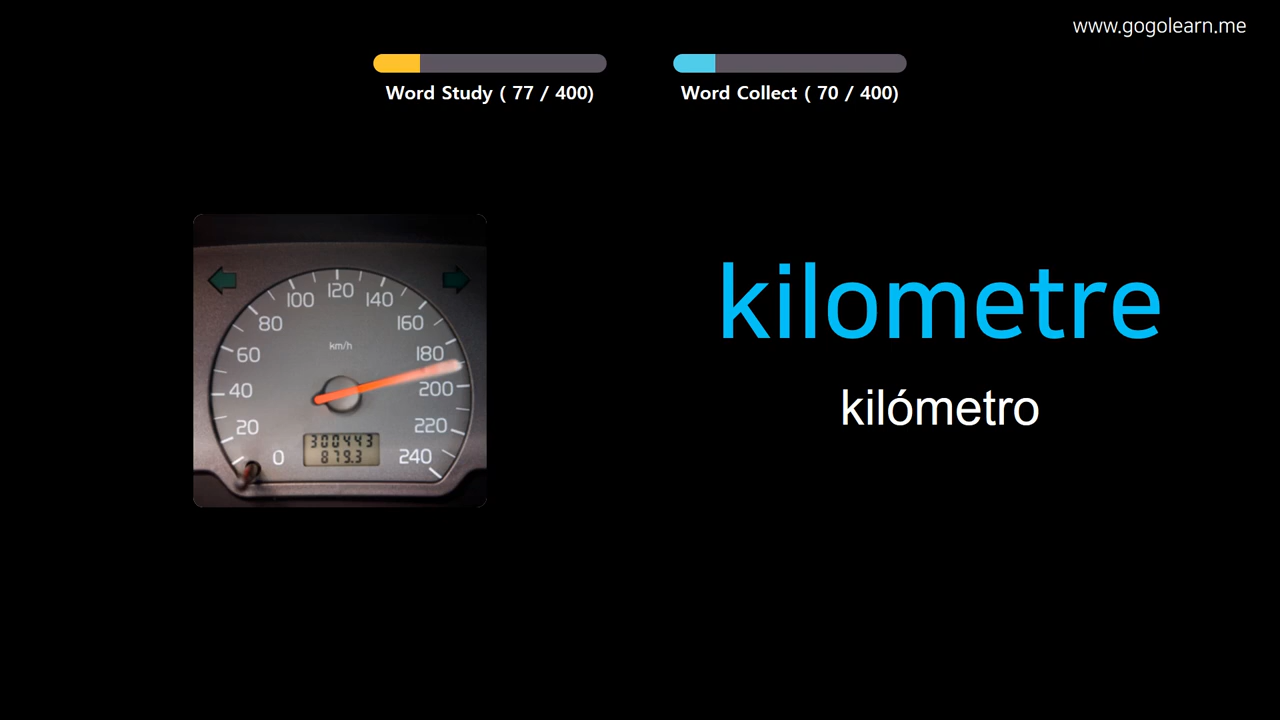 www.gogolearn.me
Word Study ( 77 / 400)
Word Collect ( 70 / 400)
kilometre
kilómetro
100 120 140
80 160
km/h
60 180
40 200
20 220
300443
879.3
0 240